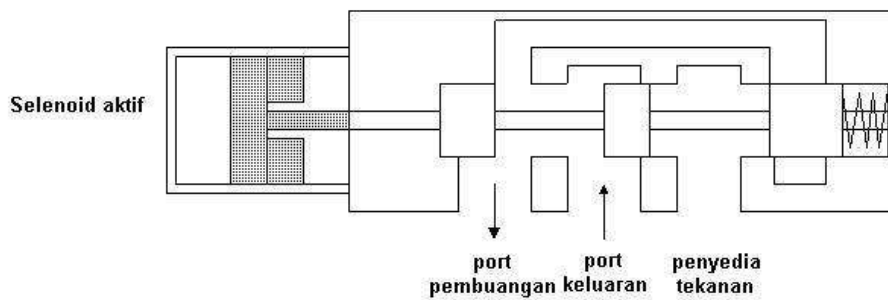 Selenoid aktif
port
pembuangan
port
keluaran
penyedia
tekanan